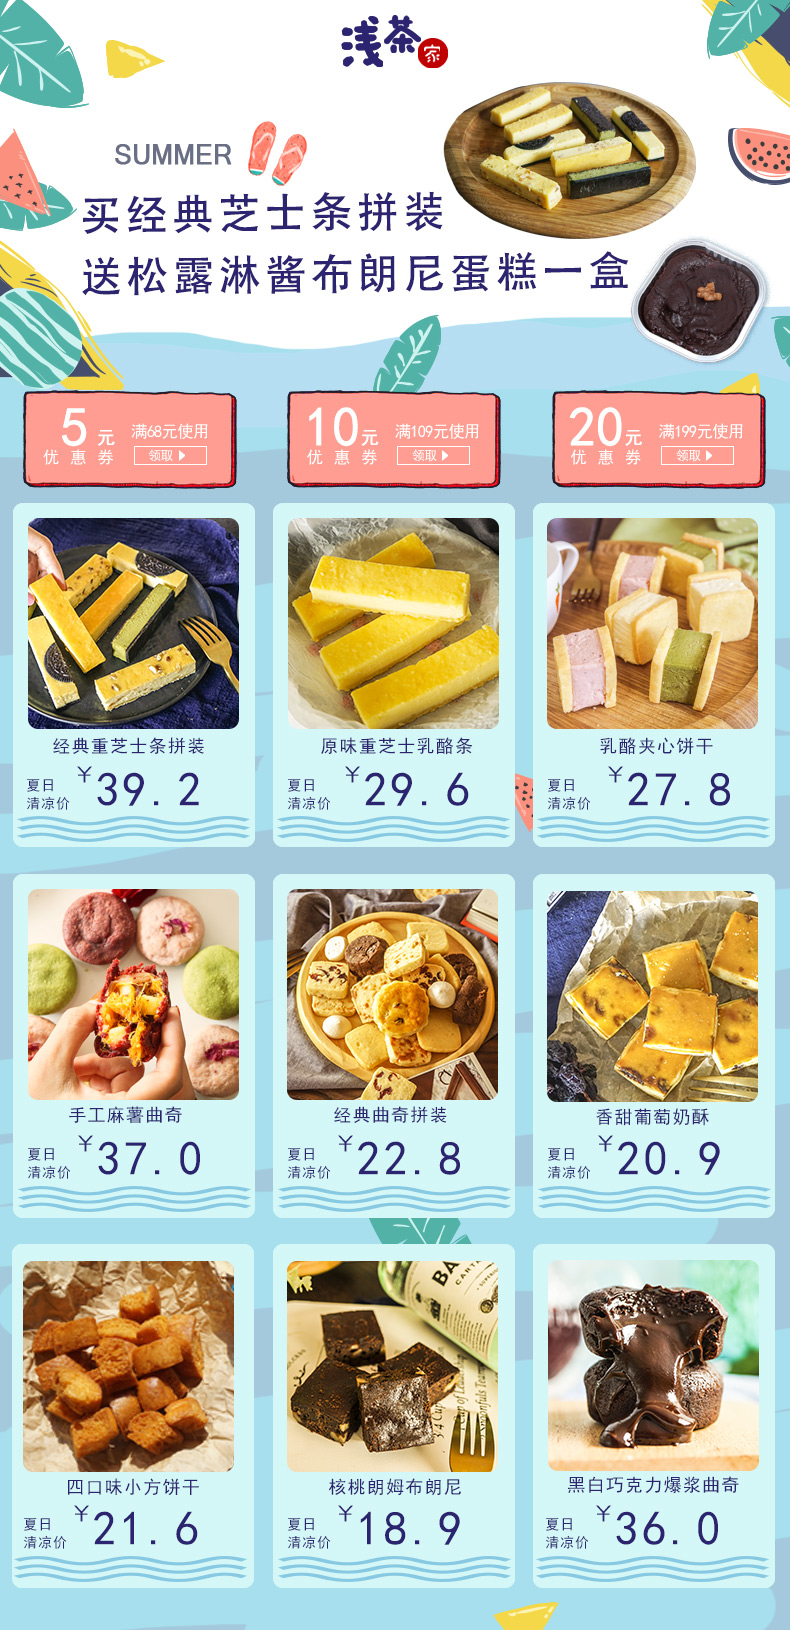 浅茶家
SUMMER
买经典芝士条拼装
送松露淋酱布朗尼蛋糕一盒
5元 满68元使用
优惠券 领取
10元 满109元使用
优惠券 领取
20元 满199元使用
优惠券 领取
经典重芝士条拼装
夏日
清凉价
¥39.2
原味重芝士乳酪条
夏日
清凉价
¥29.6
乳酪夹心饼干
夏日
清凉价
¥27.8
手工麻薯曲奇
夏日
清凉价
¥37.0
经典曲奇拼装
夏日
清凉价
¥22.8
香甜葡萄奶酥
夏日
清凉价
¥20.9
四口味小方饼干
夏日
清凉价
¥21.6
核桃朗姆布朗尼
夏日
清凉价
¥18.9
黑白巧克力爆浆曲奇
夏日
清凉价
¥36.0